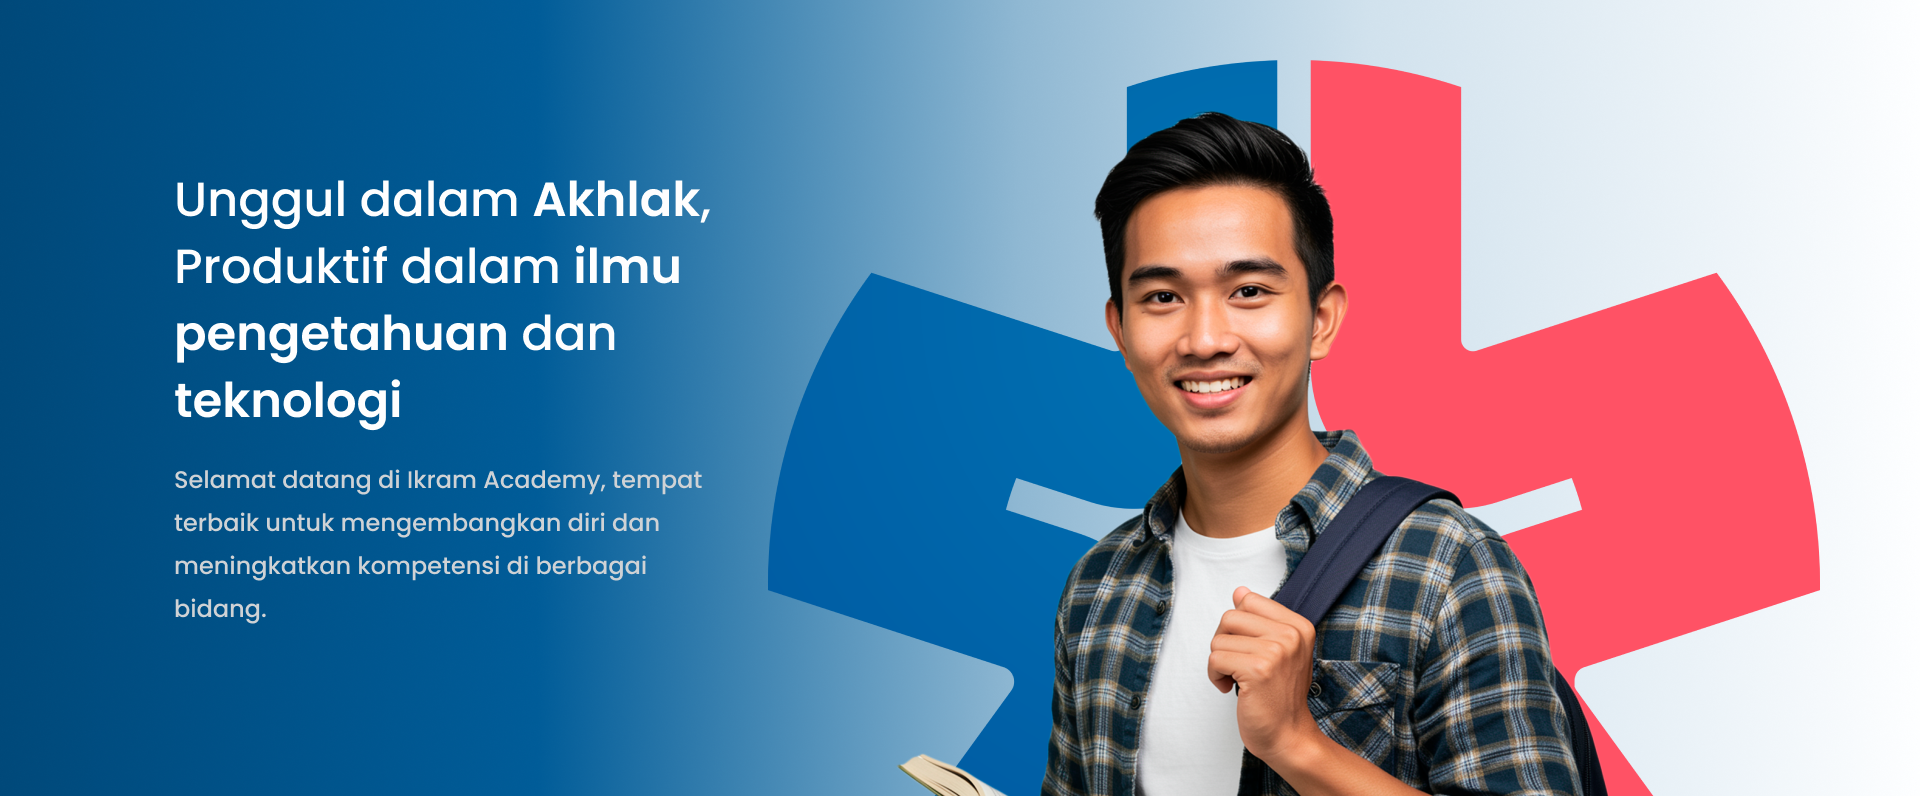 Unggul dalam Akhlak,
Produktif dalam ilmu
pengetahuan dan
teknologi
Selamat datang di Ikram Academy, tempat
terbaik untuk mengembangkan diri dan
meningkatkan kompetensi di berbagai
bidang.